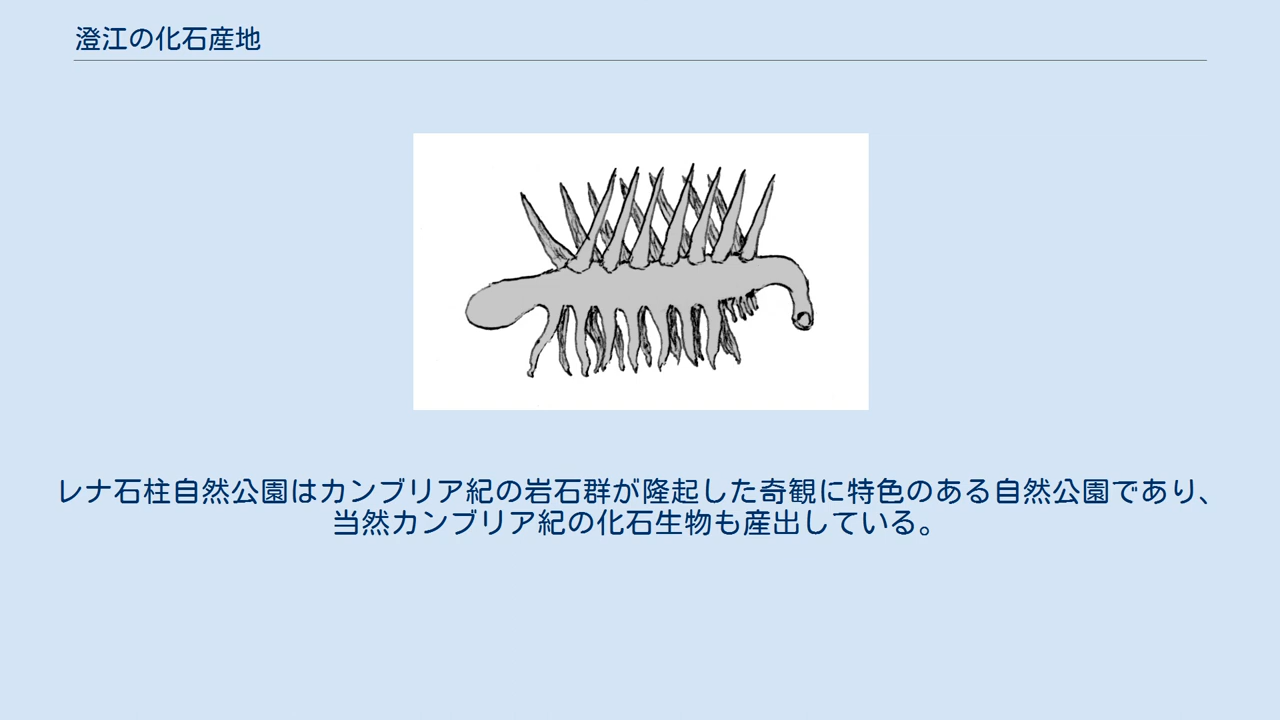 澄江の化石産地
レナ石柱自然公園はカンブリア紀の岩石群が隆起した奇観に特色のある自然公園であり、
当然カンブリア紀の化石生物も産出している。